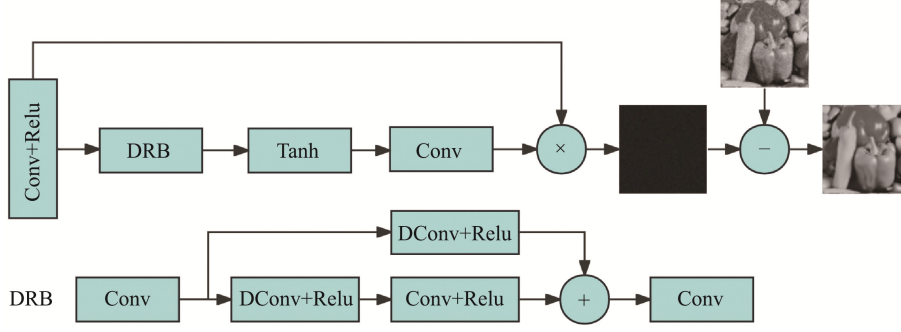 Conv+Relu
DRB
Tanh
Conv
×
−
DConv+Relu
DRB
Conv
DConv+Relu
Conv+Relu
+
Conv